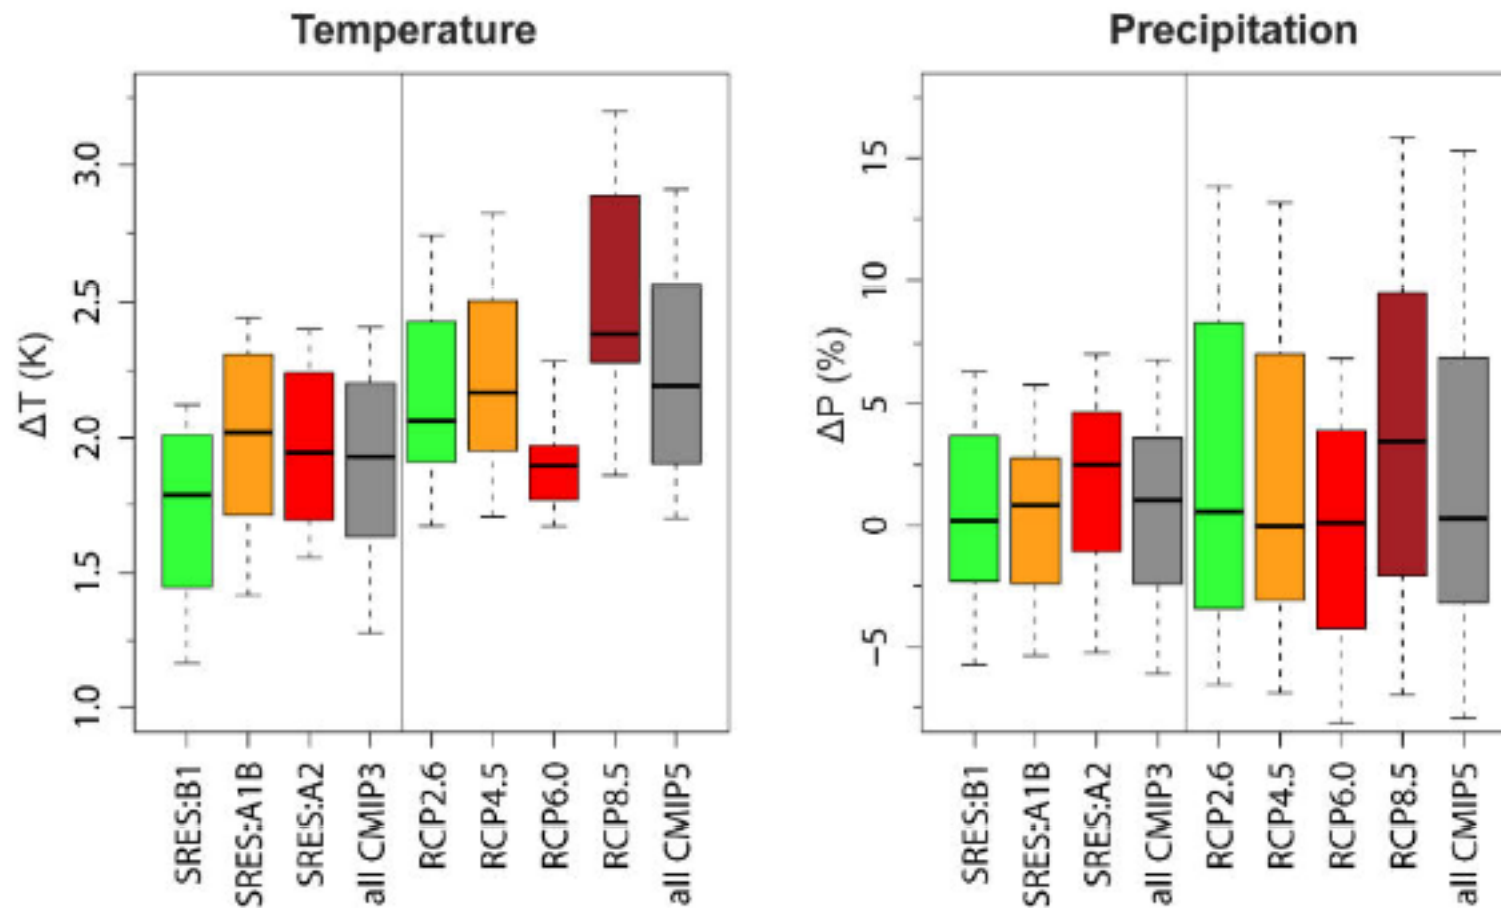 Temperature
ΔT (K)
3.0
2.5
2.0
1.5
1.0
SRES:B1
SRES:A1B
SRES:A2
all CMIP3
RCP2.6
RCP4.5
RCP6.0
RCP8.5
all CMIP5
Precipitation
ΔP (%)
15
10
5
0
−5
SRES:B1
SRES:A1B
SRES:A2
all CMIP3
RCP2.6
RCP4.5
RCP6.0
RCP8.5
all CMIP5